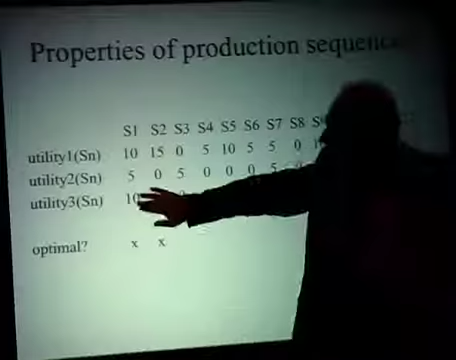 Properties of production
S1 S2 S3 S4 S5 S6 S7 S8
utility1(Sn) 10 15 0 5 10 5 5 0
utility2(Sn) 5 0 5 0 0 0 5
utility3(Sn)
optimal? x x